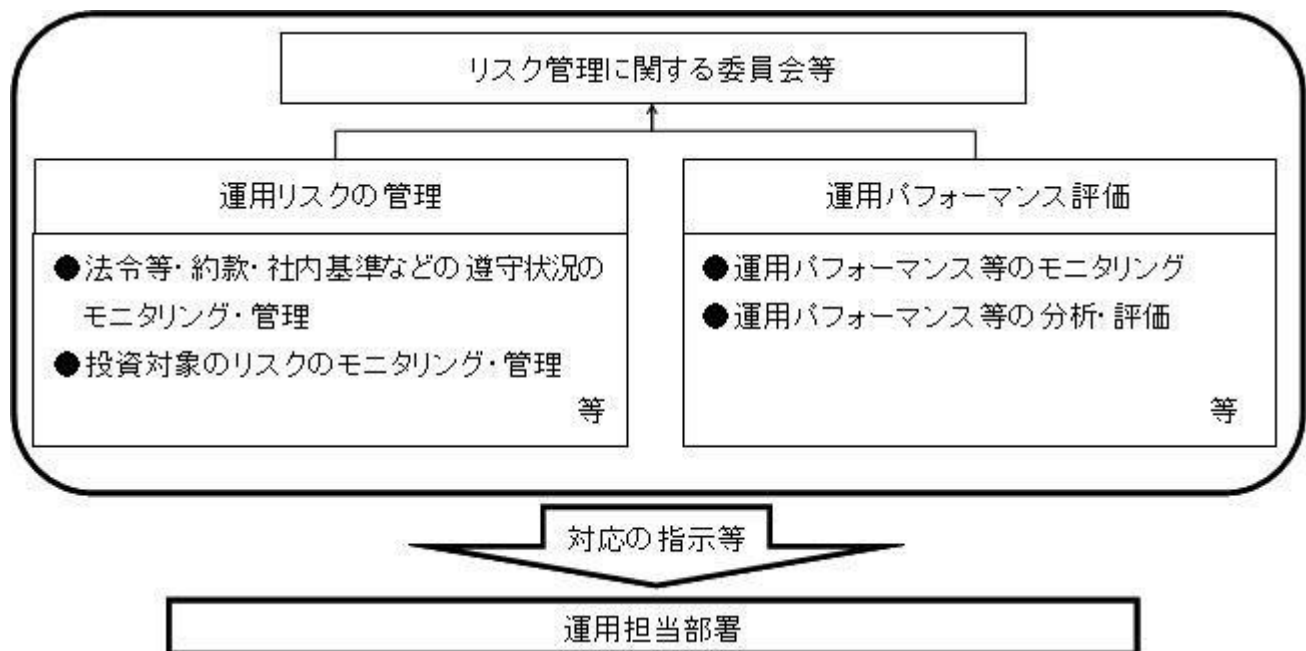 リスク管理に関する委員会等
運用リスクの管理
●法令等・約款・社内基準などの遵守状況の
モニタリング・管理
●投資対象のリスクのモニタリング・管理
等
運用パフォーマンス評価
●運用パフォーマンス等のモニタリング
●運用パフォーマンス等の分析・評価
等
対応の指示等
運用担当部署